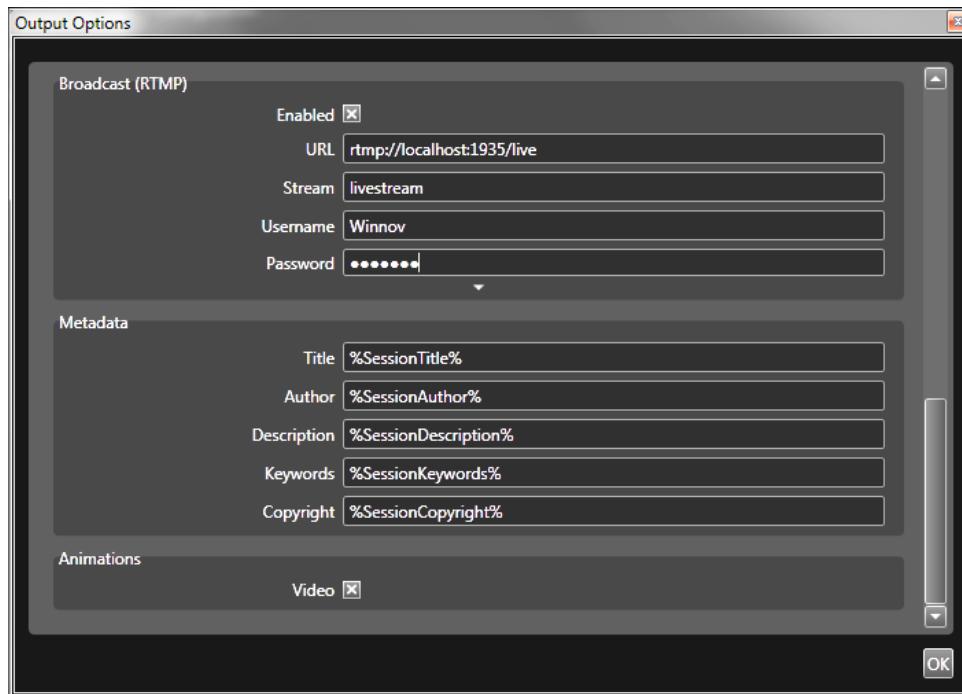 Output Options
Broadcast (RTMP)
Enabled
URL rtmp://localhost:1935/live
Stream livestream
Username Winnov
Password •••••••
Metadata
Title %SessionTitle%
Author %SessionAuthor%
Description %SessionDescription%
Keywords %SessionKeywords%
Copyright %SessionCopyright%
Animations
Video
OK